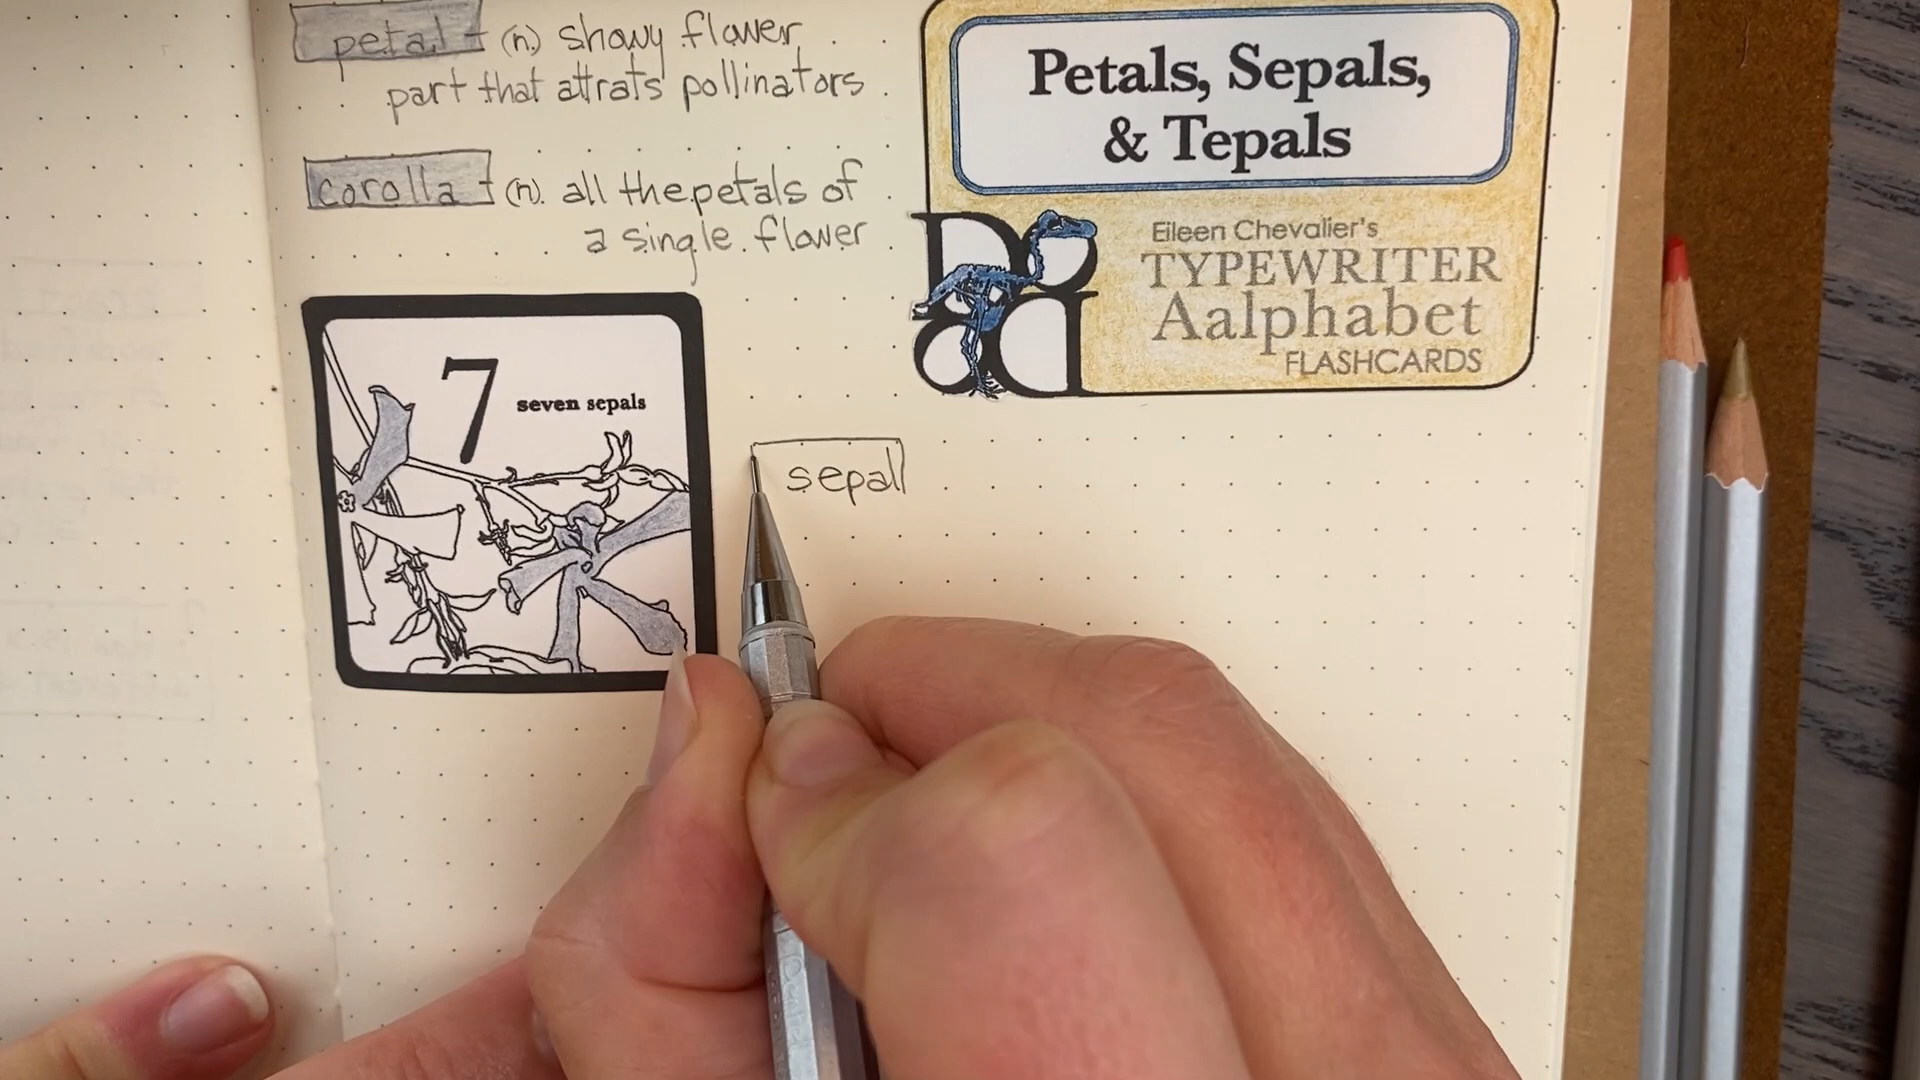 petal - (n.) showy flower
part that attrats pollinators
corolla - (n). all the petals of
a single flower
Petals, Sepals,
& Tepals
Eileen Chevalier's
TYPEWRITER
Aalphabet
FLASHCARDS
7
seven sepals
sepal